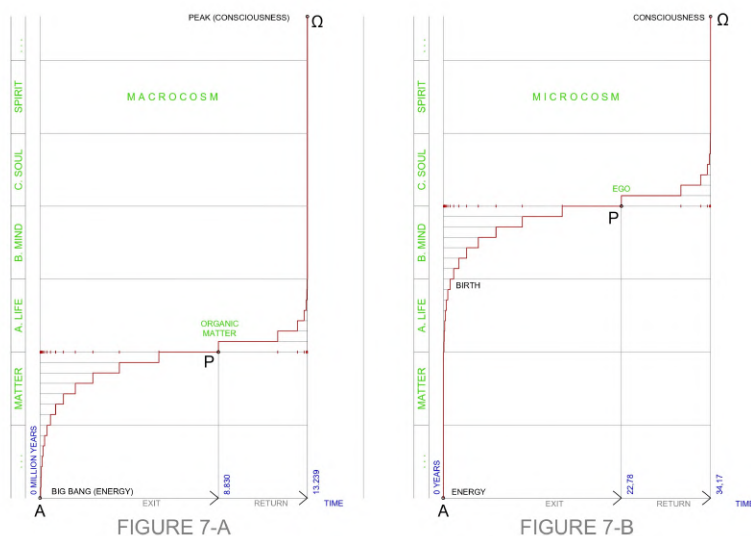 PEAK (CONSCIOUSNESS)
Ω
MACROCOSM
...
SPIRIT
C. SOUL
B. MIND
A. LIFE
MATTER
...
ORGANIC
MATTER
P
0 MILLION YEARS
BIG BANG (ENERGY)
8.830
13.239
EXIT
RETURN
TIME
A
FIGURE 7-A
CONSCIOUSNESS
Ω
MICROCOSM
...
SPIRIT
C. SOUL
B. MIND
A. LIFE
MATTER
...
EGO
P
BIRTH
0 YEARS
ENERGY
22,78
34,17
EXIT
RETURN
TIME
A
FIGURE 7-B